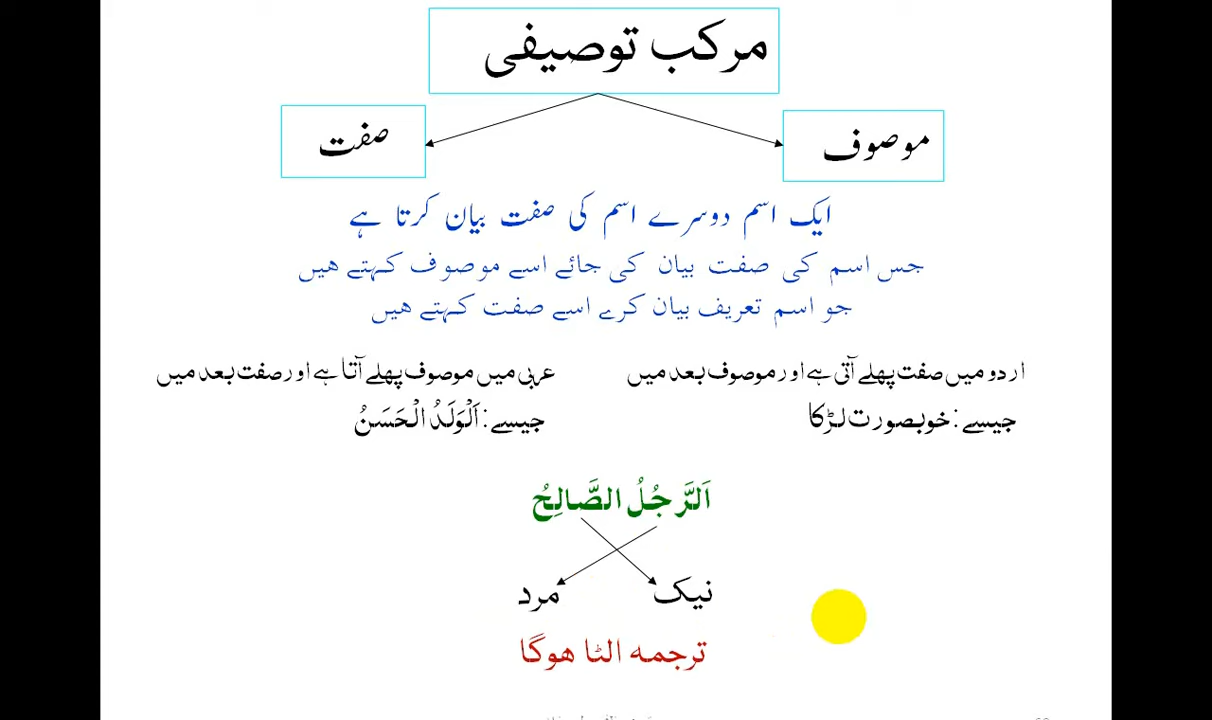 مرکب توصیفی
موصوف
صفت
ایک اسم دوسرے اسم کی صفت بیان کرتا ہے
جس اسم کی صفت بیان کی جائے اسے موصوف کہتے ہیں
جو اسم تعریف بیان کرے اسے صفت کہتے ہیں
اردو میں صفت پہلے آتی ہے اور موصوف بعد میں
جیسے: خوبصورت لڑکا
عربی میں موصوف پہلے آتا ہے اور صفت بعد میں
جیسے: اَلْوَلَدُ الْحَسَنُ
اَلرَّجُلُ الصَّالِحُ
نیک
مرد
ترجمہ الٹا ہوگا